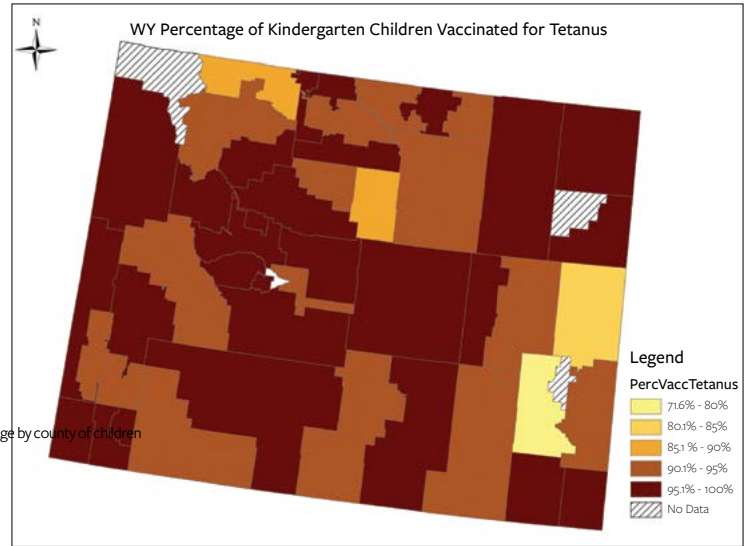 N
WY Percentage of Kindergarten Children Vaccinated for Tetanus
Legend
PercVaccTetanus
71.6% - 80%
80.1% - 85%
85.1 % - 90%
90.1% - 95%
95.1% - 100%
No Data
ge by county of children